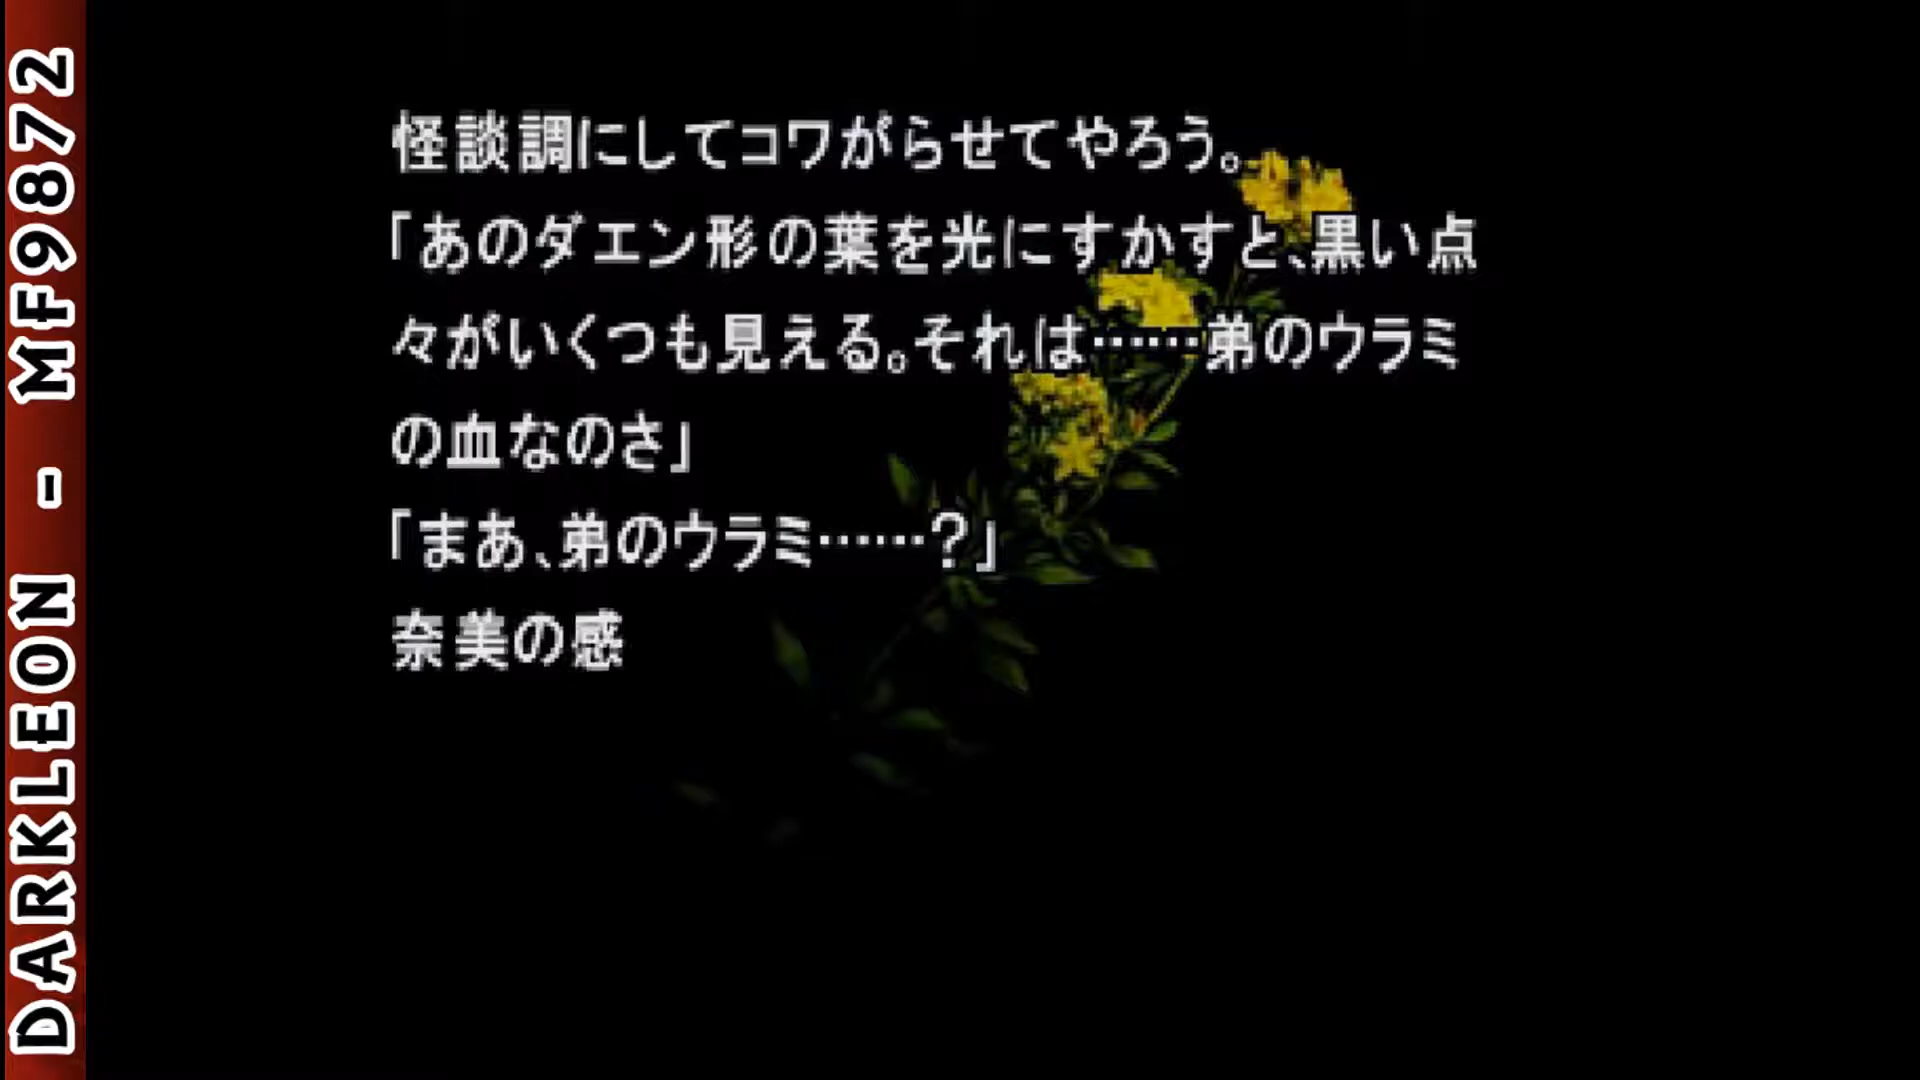 怪談調にしてコワがらせてやろう。
「あのダエン形の葉を光にすかすと、黒い点
々がいくつも見える。それは……弟のウラミ
の血なのさ」
「まあ、弟のウラミ……？」
奈美の感
DARKLEON - MF9872